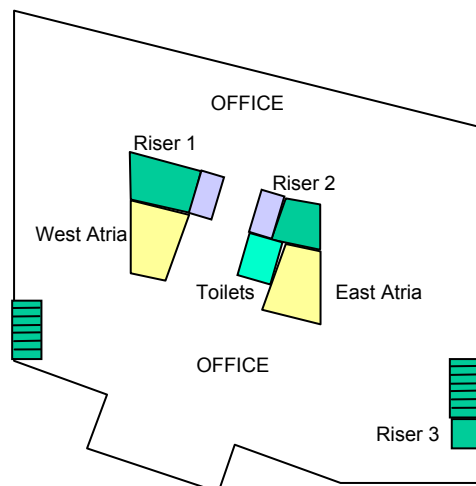 OFFICE
Riser 1
Riser 2
West Atria
Toilets
East Atria
OFFICE
Riser 3